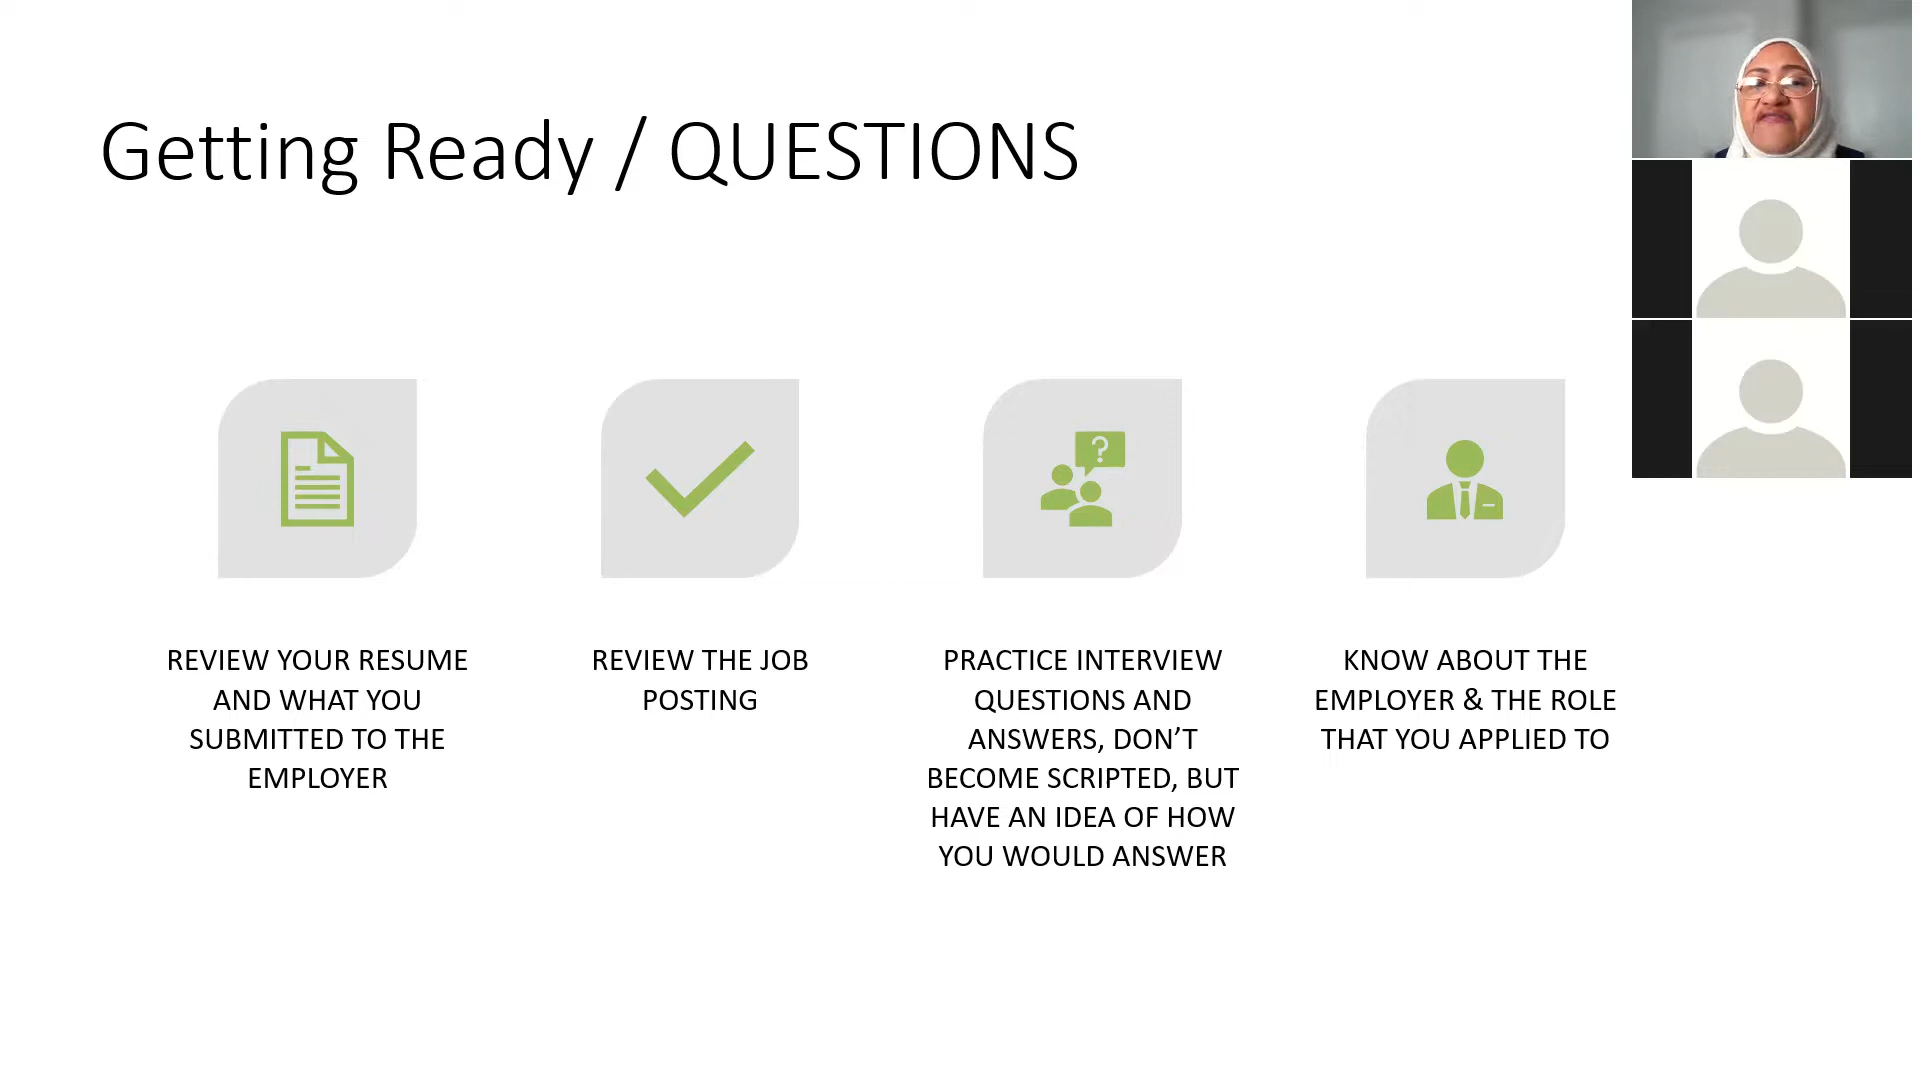 Getting Ready / QUESTIONS
?
REVIEW YOUR RESUME
AND WHAT YOU
SUBMITTED TO THE
EMPLOYER
REVIEW THE JOB
POSTING
PRACTICE INTERVIEW
QUESTIONS AND
ANSWERS, DON’T
BECOME SCRIPTED, BUT
HAVE AN IDEA OF HOW
YOU WOULD ANSWER
KNOW ABOUT THE
EMPLOYER & THE ROLE
THAT YOU APPLIED TO